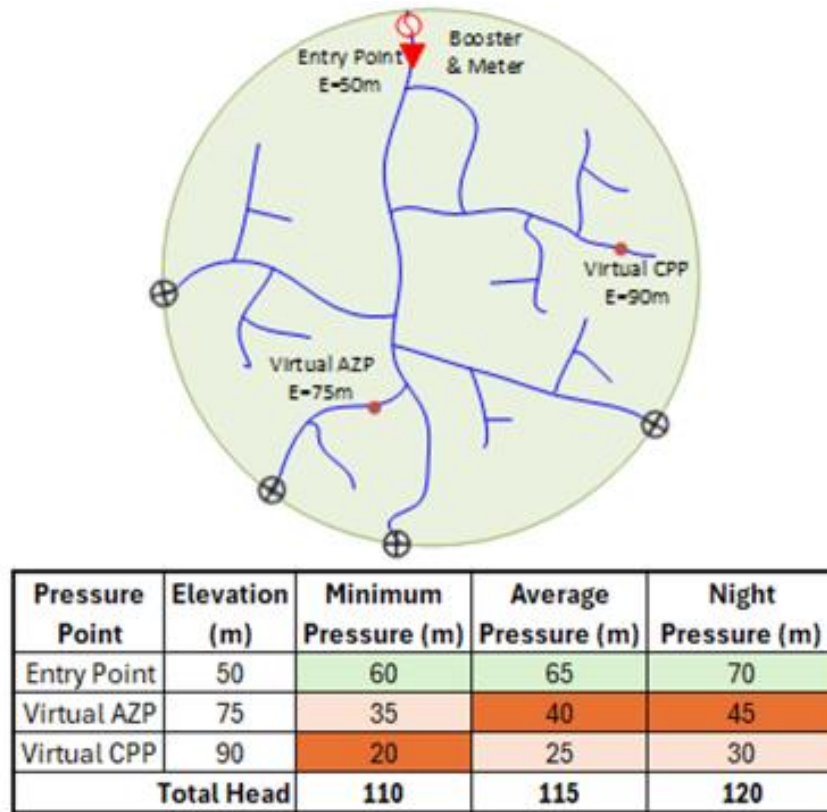 Booster
& Meter
Entry Point
E=50m
Virtual CPP
E=90m
Virtual AZP
E=75m
Pressure Point Elevation (m) Minimum Pressure (m) Average Pressure (m) Night Pressure (m)
Entry Point 50 60 65 70
Virtual AZP 75 35 40 45
Virtual CPP 90 20 25 30
Total Head 110 115 120